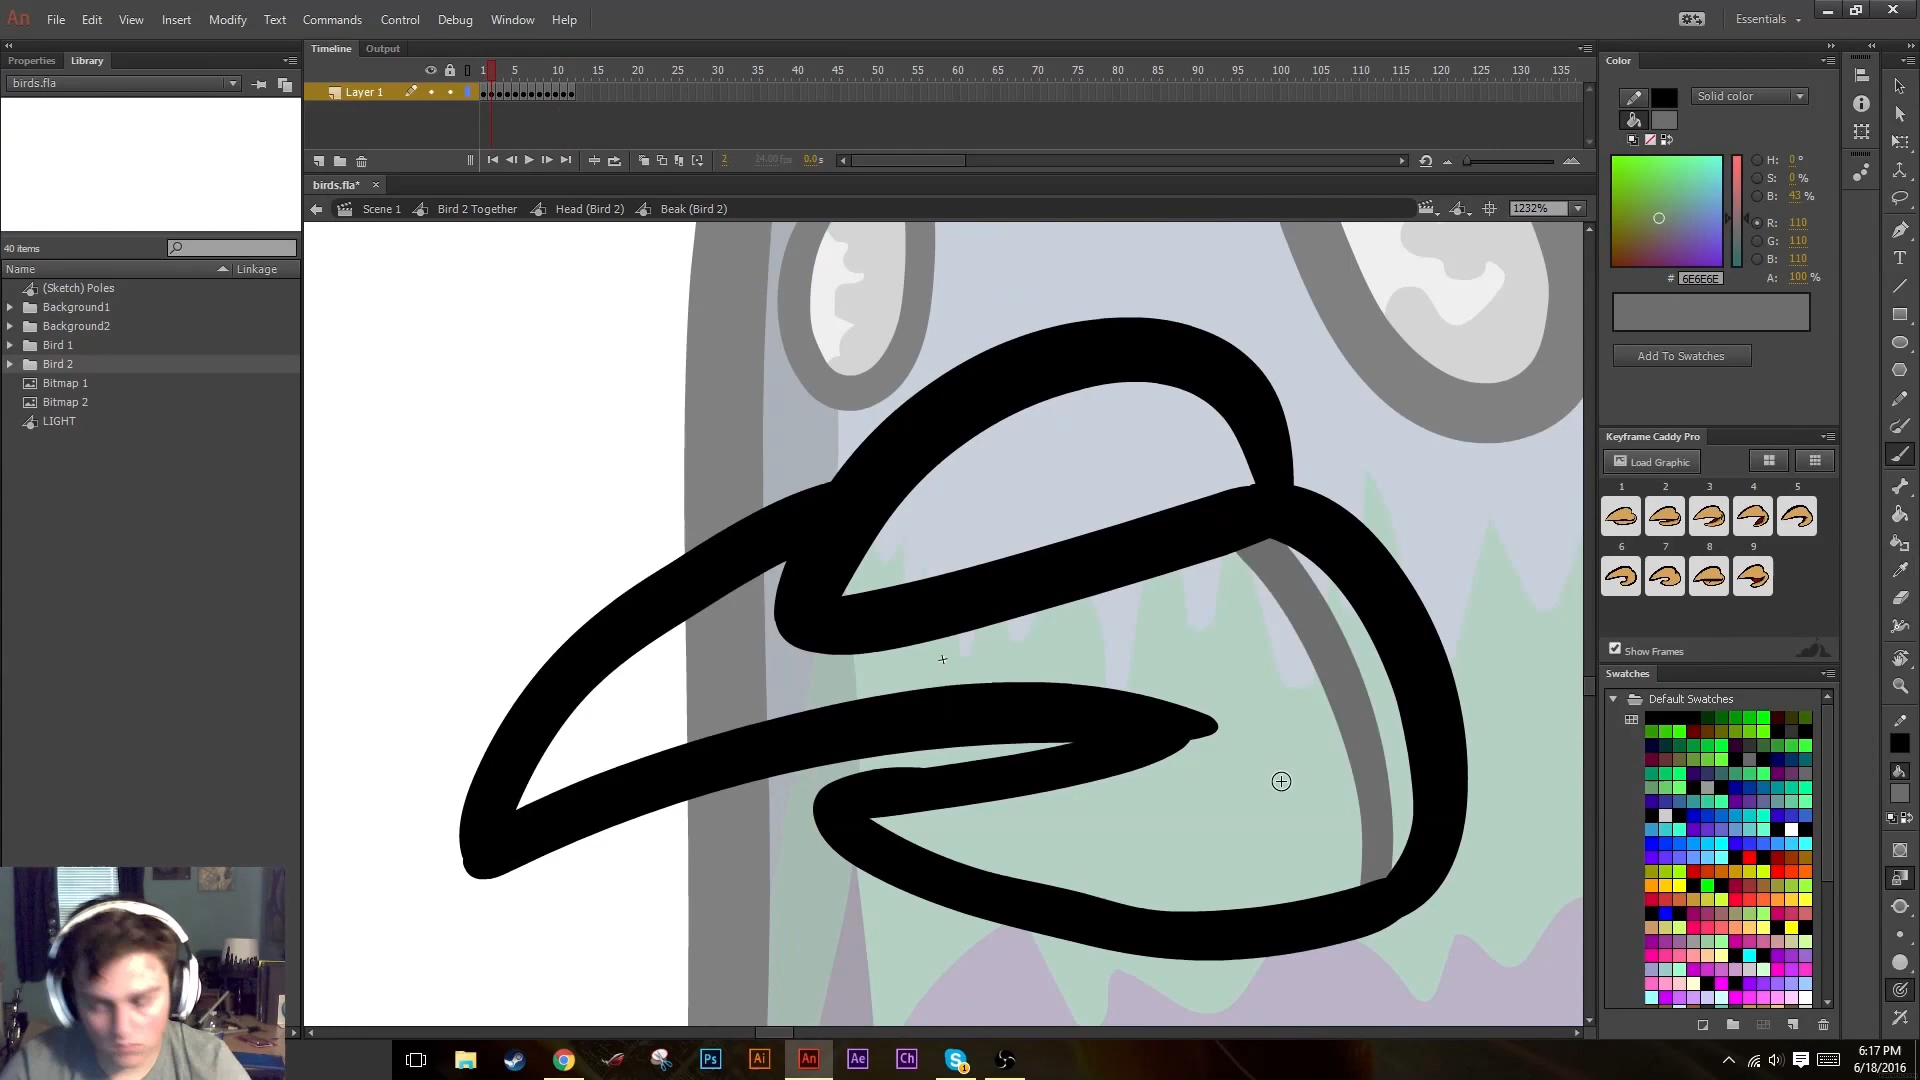 An File Edit View Insert Modify Text Commands Control Debug Window Help Essentials
Properties Library
birds.fla
40 items
Name Linkage
(Sketch) Poles
Background1
Background2
Bird 1
Bird 2
Bitmap 1
Bitmap 2
LIGHT
Timeline Output
1 5 10 15 20 25 30 35 40 45 50 55 60 65 70 75 80 85 90 95 100 105 110 115 120 125 130 135
Layer 1
2 24.00 fps 0.0 s
birds.fla*
Scene 1 Bird 2 Together Head (Bird 2) Beak (Bird 2) 1232%
Color
Solid color
H: 0 °
S: 0 %
B: 43 %
R: 110
G: 110
B: 110
# 6E6E6E A: 100 %
Add To Swatches
Keyframe Caddy Pro
Load Graphic
1 2 3 4 5
6 7 8 9
Show Frames
Swatches
Default Swatches
Ps Ai An Ae Ch
1
6:17 PM
6/18/2016